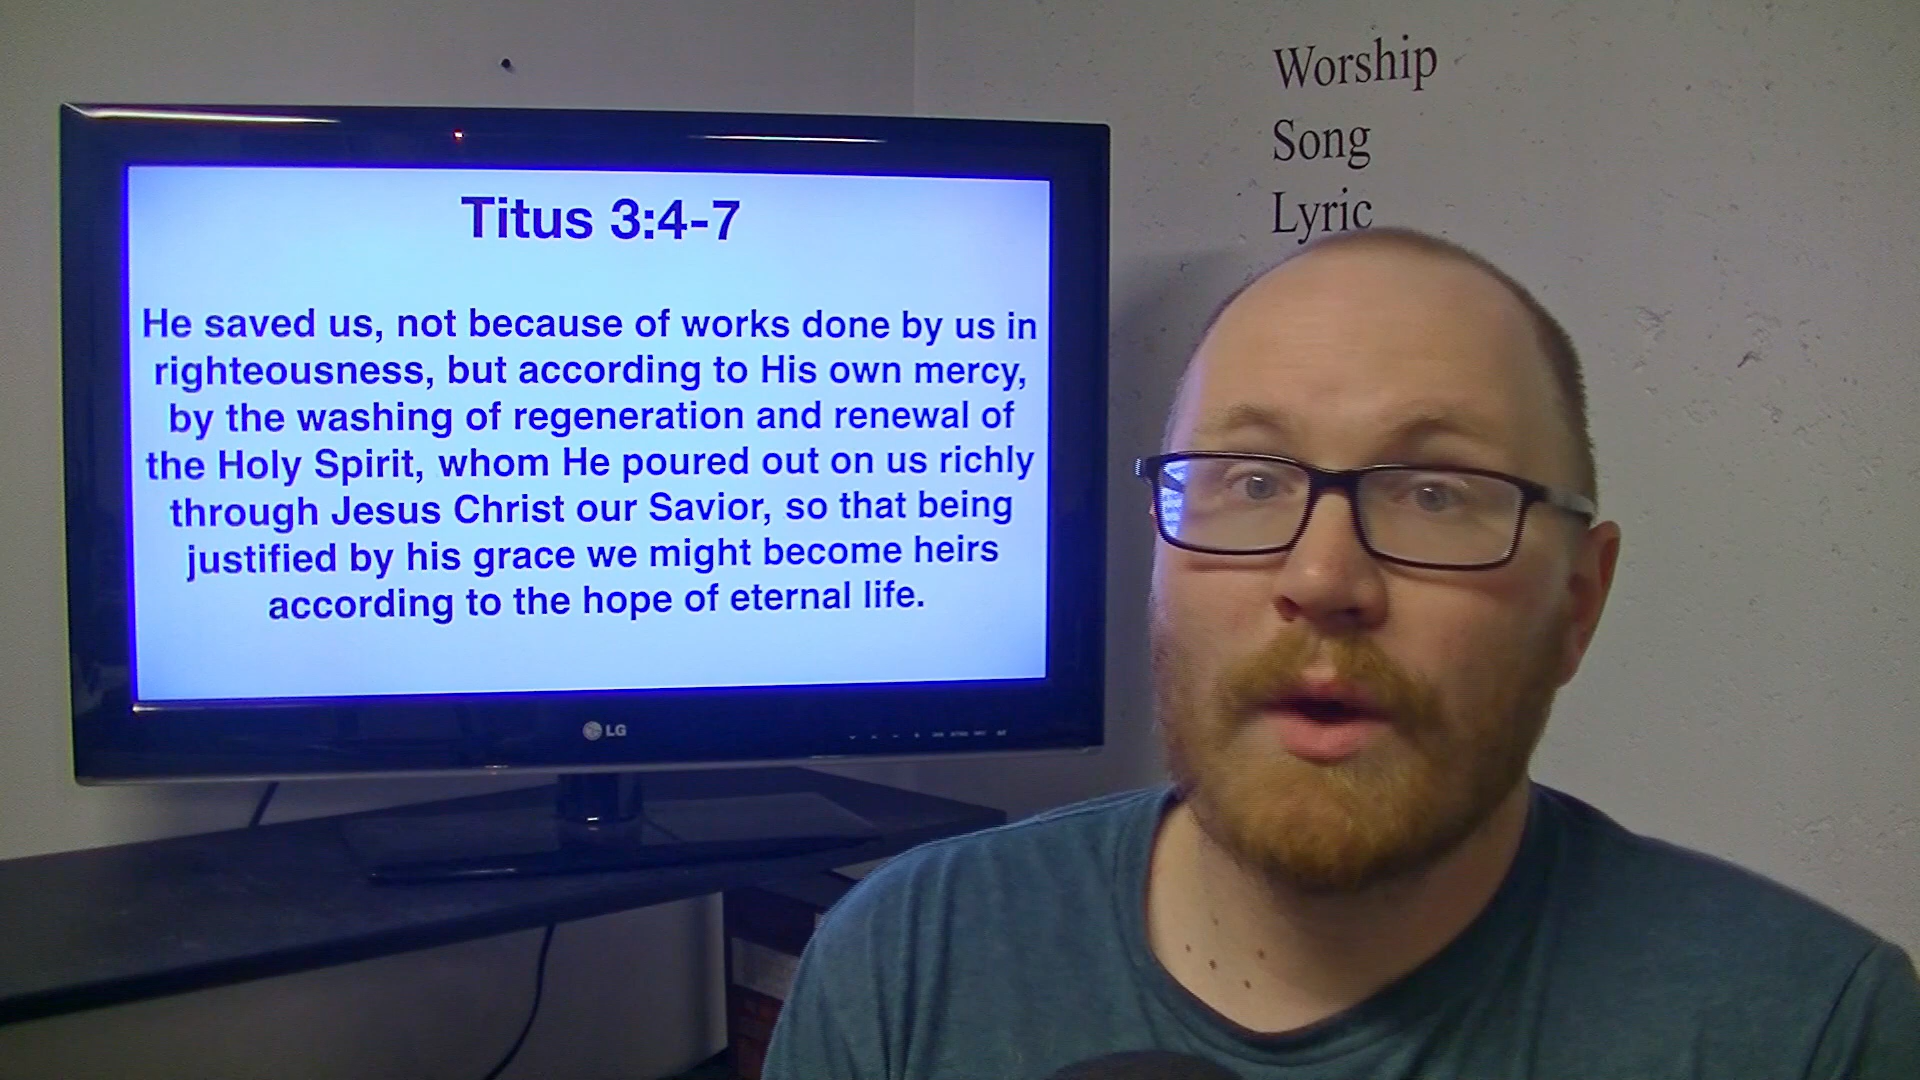 Titus 3:4-7
He saved us, not because of works done by us in
righteousness, but according to His own mercy,
by the washing of regeneration and renewal of
the Holy Spirit, whom He poured out on us richly
through Jesus Christ our Savior, so that being
justified by his grace we might become heirs
according to the hope of eternal life.
LG
Worship
Song
Lyric